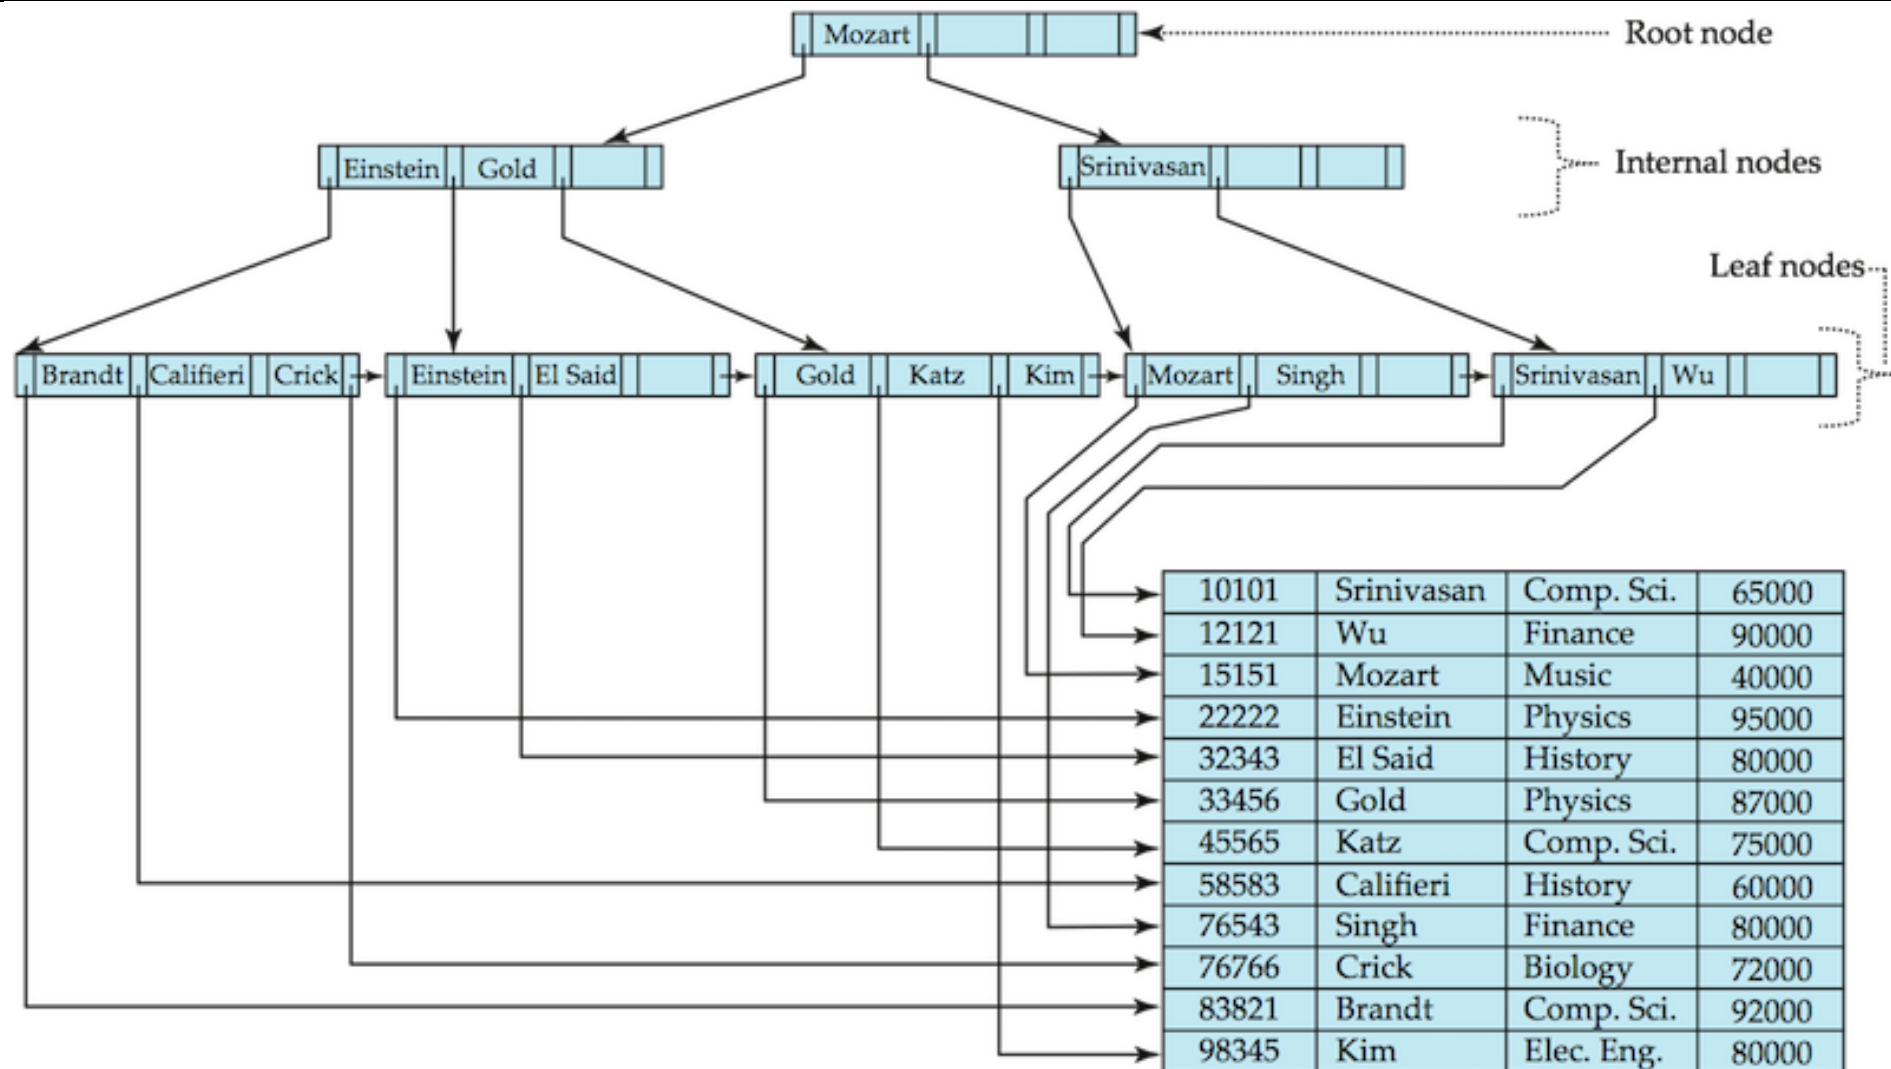 Mozart Root node
Einstein Gold Srinivasan Internal nodes
Leaf nodes
Brandt Califieri Crick Einstein El Said Gold Katz Kim Mozart Singh Srinivasan Wu
10101 Srinivasan Comp. Sci. 65000
12121 Wu Finance 90000
15151 Mozart Music 40000
22222 Einstein Physics 95000
32343 El Said History 80000
33456 Gold Physics 87000
45565 Katz Comp. Sci. 75000
58583 Califieri History 60000
76543 Singh Finance 80000
76766 Crick Biology 72000
83821 Brandt Comp. Sci. 92000
98345 Kim Elec. Eng. 80000